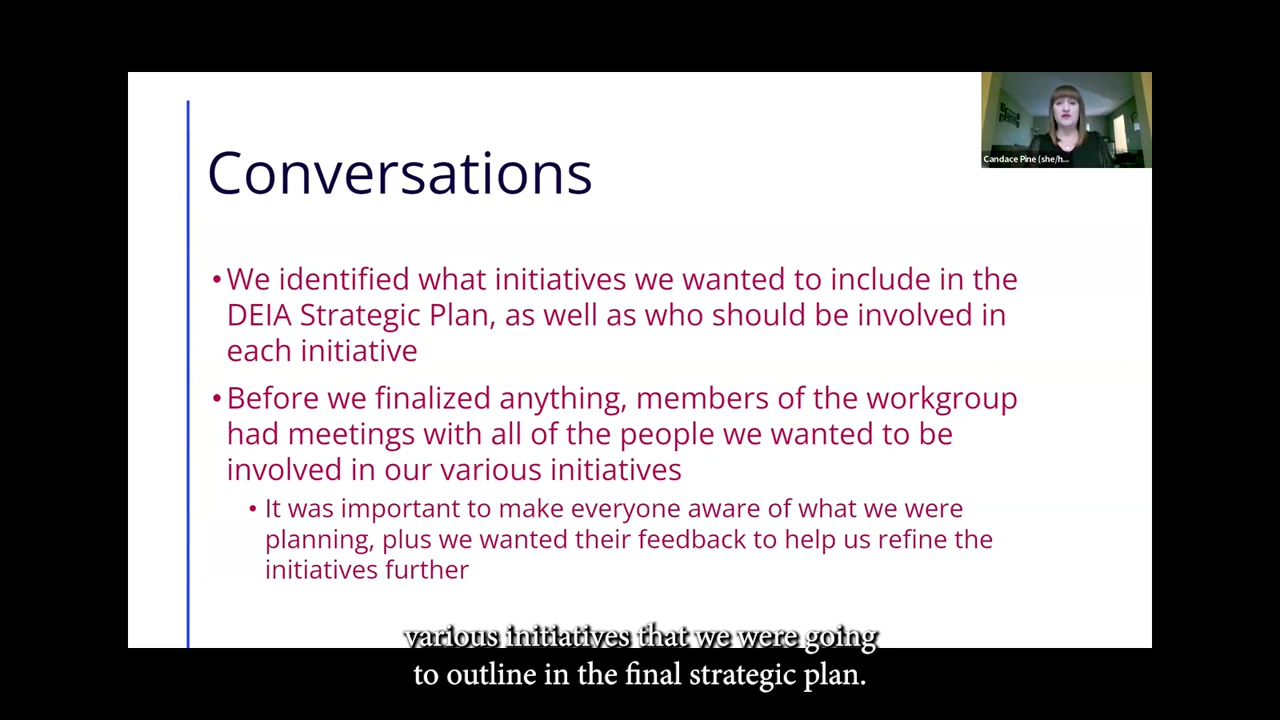 Candace Pine (she/h...
Conversations
• We identified what initiatives we wanted to include in the
DEIA Strategic Plan, as well as who should be involved in
each initiative
• Before we finalized anything, members of the workgroup
had meetings with all of the people we wanted to be
involved in our various initiatives
• It was important to make everyone aware of what we were
planning, plus we wanted their feedback to help us refine the
initiatives further
various initiatives that we were going
to outline in the final strategic plan.